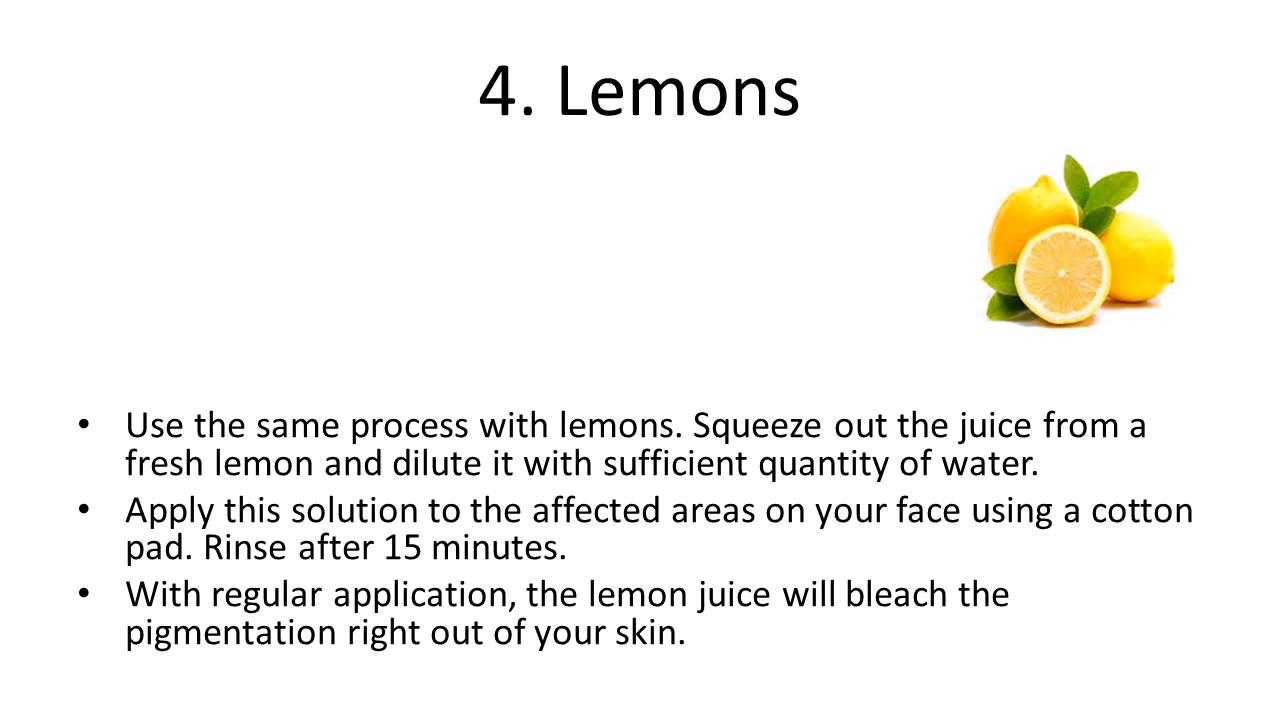 4. Lemons
• Use the same process with lemons. Squeeze out the juice from a
fresh lemon and dilute it with sufficient quantity of water.
• Apply this solution to the affected areas on your face using a cotton
pad. Rinse after 15 minutes.
• With regular application, the lemon juice will bleach the
pigmentation right out of your skin.